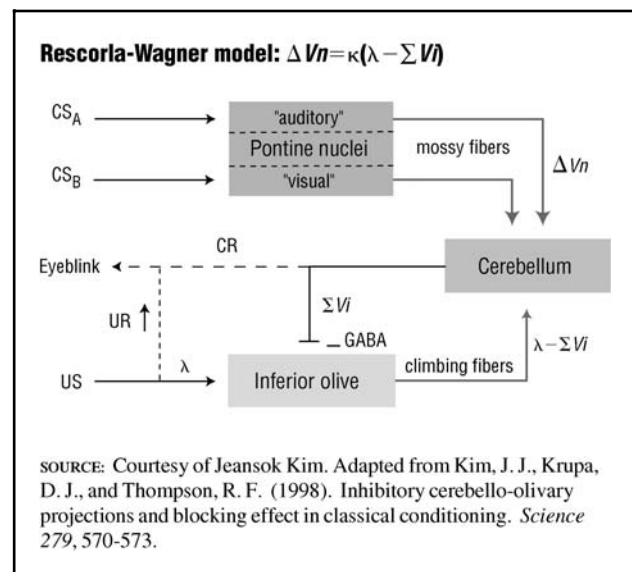 Rescorla-Wagner model: ΔVn=κ(λ−ΣVi)
CSA
"auditory"
Pontine nuclei
mossy fibers
ΔVn
CSB
"visual"
CR
Eyeblink
Cerebellum
ΣVi
UR
GABA
λ−ΣVi
US
λ
Inferior olive
climbing fibers
SOURCE: Courtesy of Jeansok Kim. Adapted from Kim, J. J., Krupa,
D. J., and Thompson, R. F. (1998). Inhibitory cerebello-olivary
projections and blocking effect in classical conditioning. Science
279, 570-573.